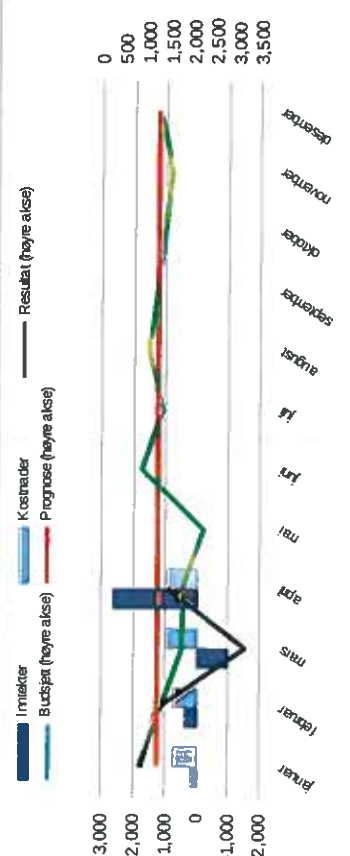 Inntekter
Kostnader
Resultat (høyre akse)
Budsjett (høyre akse)
Prognose (høyre akse)
3,000
2,000
1,000
0
1,000
2,000
0
500
1,000
1,500
2,000
2,500
3,000
3,500
januar
februar
mars
april
mai
juni
juli
august
september
oktober
november
desember